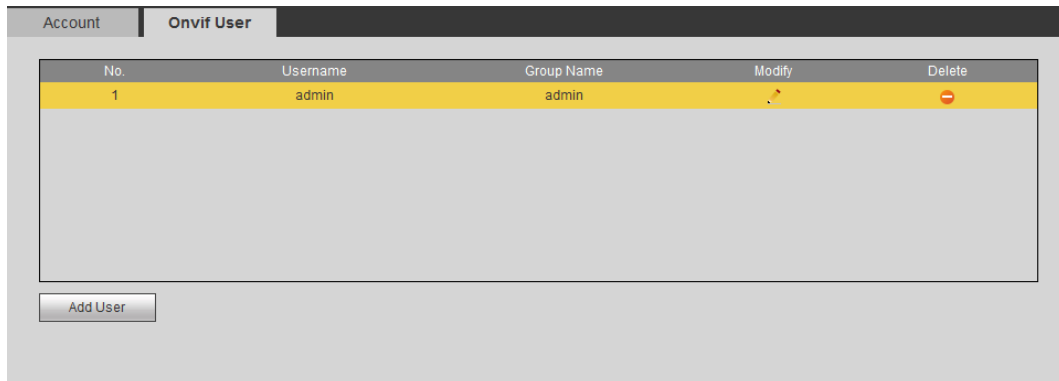 Account Onvif User
No. Username Group Name Modify Delete
1 admin admin
Add User